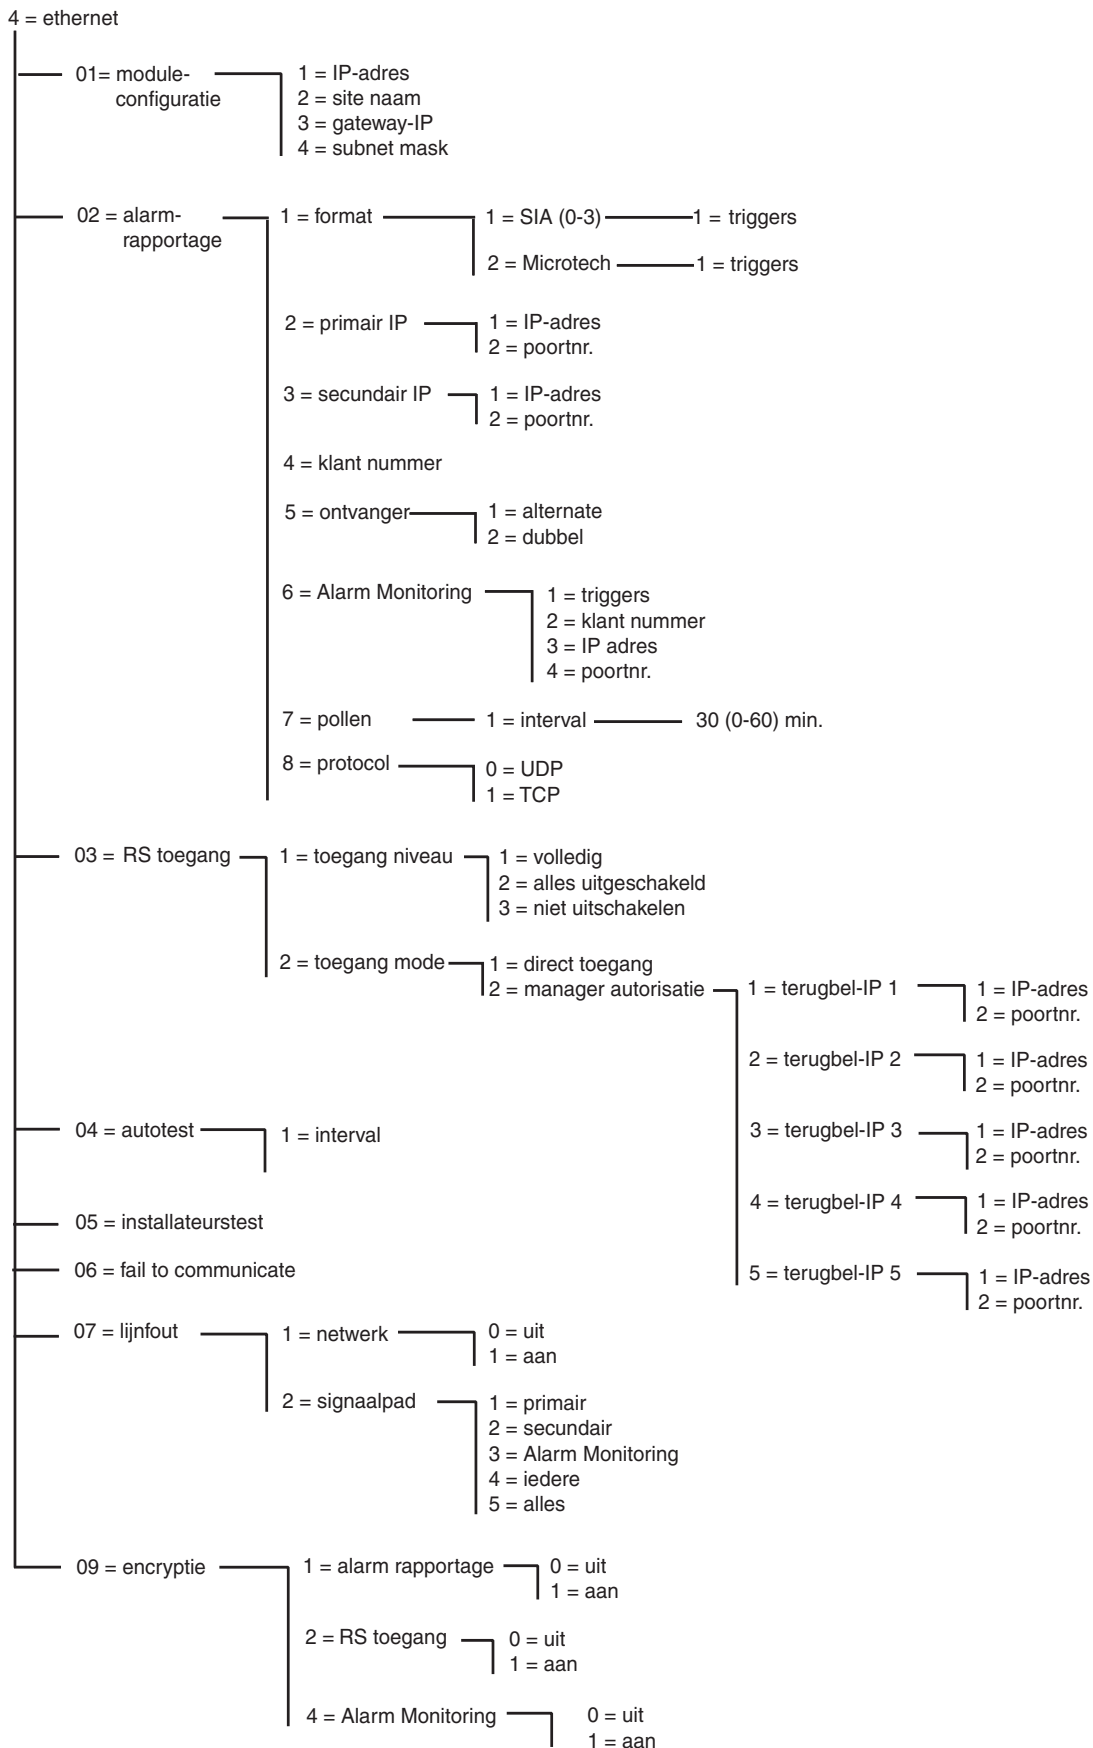 4 = ethernet
01= module-
configuratie
1 = IP-adres
2 = site naam
3 = gateway-IP
4 = subnet mask
02 = alarm-
rapportage
1 = format
1 = SIA (0-3)
1 = triggers
2 = Microtech
1 = triggers
2 = primair IP
1 = IP-adres
2 = poortnr.
3 = secundair IP
1 = IP-adres
2 = poortnr.
4 = klant nummer
5 = ontvanger
1 = alternate
2 = dubbel
6 = Alarm Monitoring
1 = triggers
2 = klant nummer
3 = IP adres
4 = poortnr.
7 = pollen
1 = interval
30 (0-60) min.
8 = protocol
0 = UDP
1 = TCP
03 = RS toegang
1 = toegang niveau
1 = volledig
2 = alles uitgeschakeld
3 = niet uitschakelen
2 = toegang mode
1 = direct toegang
2 = manager autorisatie
1 = terugbel-IP 1
1 = IP-adres
2 = poortnr.
2 = terugbel-IP 2
1 = IP-adres
2 = poortnr.
3 = terugbel-IP 3
1 = IP-adres
2 = poortnr.
4 = terugbel-IP 4
1 = IP-adres
2 = poortnr.
5 = terugbel-IP 5
1 = IP-adres
2 = poortnr.
04 = autotest
1 = interval
05 = installateurstest
06 = fail to communicate
07 = lijnfout
1 = netwerk
0 = uit
1 = aan
2 = signaalpad
1 = primair
2 = secundair
3 = Alarm Monitoring
4 = iedere
5 = alles
09 = encryptie
1 = alarm rapportage
0 = uit
1 = aan
2 = RS toegang
0 = uit
1 = aan
4 = Alarm Monitoring
0 = uit
1 = aan